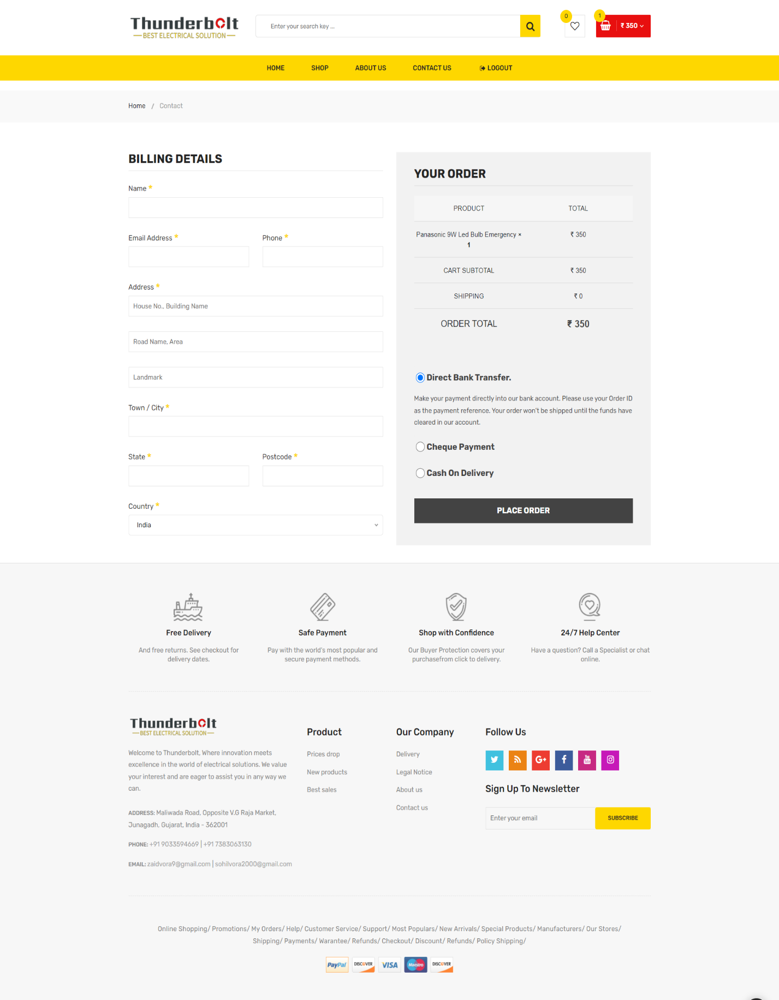 Thunderbolt
BEST ELECTRICAL SOLUTION
Enter your search key ...
0
1
₹ 350
HOME SHOP ABOUT US CONTACT US LOGOUT
Home / Contact
BILLING DETAILS
Name *
Email Address * Phone *
Address *
House No., Building Name
Road Name, Area
Landmark
Town / City *
State * Postcode *
Country *
India
YOUR ORDER
PRODUCT TOTAL
Panasonic 9W Led Bulb Emergency × ₹ 350
1
CART SUBTOTAL ₹ 350
SHIPPING ₹ 0
ORDER TOTAL ₹ 350
Direct Bank Transfer.
Make your payment directly into our bank account. Please use your Order ID
as the payment reference. Your order won't be shipped until the funds have
cleared in our account.
Cheque Payment
Cash On Delivery
PLACE ORDER
Free Delivery
And free returns. See checkout for
delivery dates.
Safe Payment
Pay with the world's most popular and
secure payment methods.
Shop with Confidence
Our Buyer Protection covers your
purchasefrom click to delivery.
24/7 Help Center
Have a question? Call a Specialist or chat
online.
Thunderbolt
BEST ELECTRICAL SOLUTION
Welcome to Thunderbolt, Where innovation meets
excellence in the world of electrical solutions. We value
your interest and are eager to assist you in any way we
can.
ADDRESS: Maliwada Road, Opposite V.G Raja Market,
Junagadh, Gujarat, India - 362001
PHONE: +91 9033594669 | +91 7383063130
EMAIL: zaidvora9@gmail.com | sohilvora2000@gmail.com
Product
Prices drop
New products
Best sales
Our Company
Delivery
Legal Notice
About us
Contact us
Follow Us
G+
f
You Tube
Sign Up To Newsletter
Enter your email
SUBSCRIBE
Online Shopping/ Promotions/ My Orders/ Help/ Customer Service/ Support/ Most Populars/ New Arrivals/ Special Products/ Manufacturers/ Our Stores/
Shipping/ Payments/ Warantee/ Refunds/ Checkout/ Discount/ Refunds/ Policy Shipping/
PayPal DISCOVER VISA Maestro DISCOVER